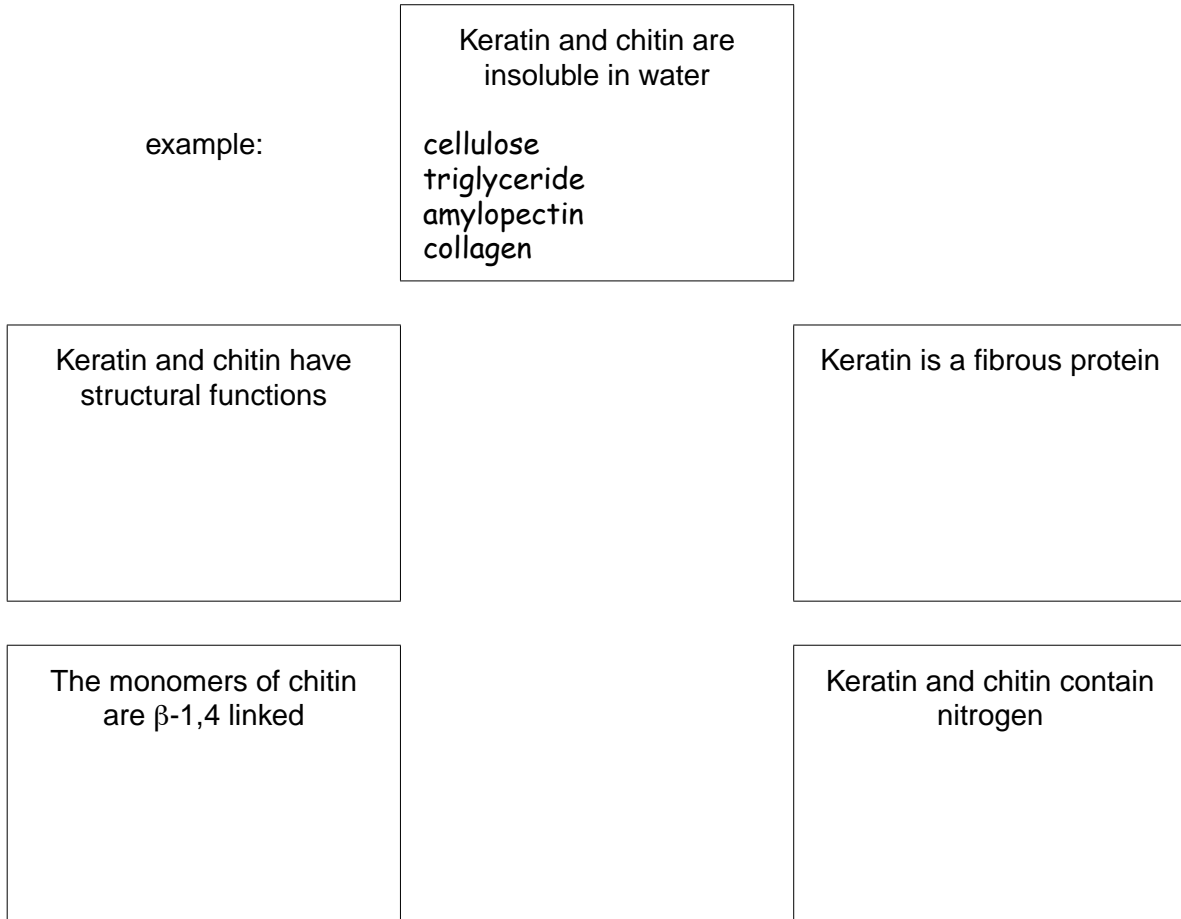 Keratin and chitin are
insoluble in water
example:
cellulose
triglyceride
amylopectin
collagen
Keratin and chitin have
structural functions
Keratin is a fibrous protein
The monomers of chitin
are β-1,4 linked
Keratin and chitin contain
nitrogen